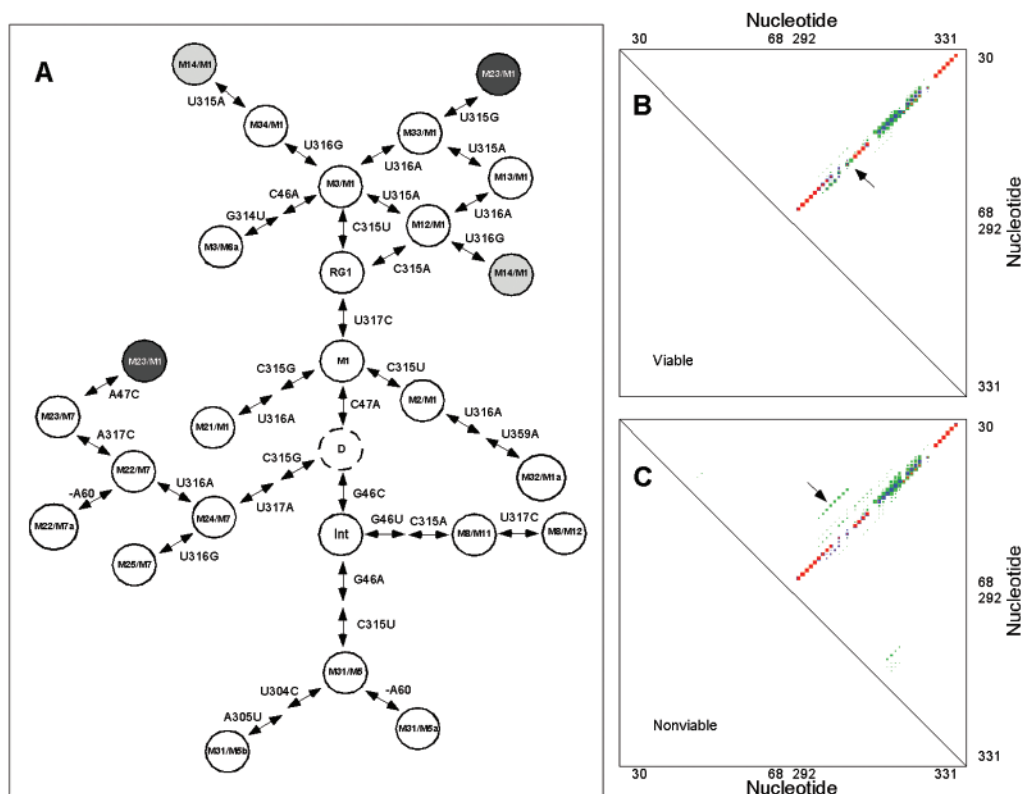 A
M14/M1
U315A
M34/M1
U316G
M23/M1
U315G
M33/M1
U316A
U315A
M13/M1
M3/M1
C46A
G314U
M3/M6a
U315A
U316A
M12/M1
C315U
U316G
M14/M1
RG1
C315A
U317C
M23/M1
A47C
M23/M7
M1
C315G
U316A
M21/M1
C315U
M2/M1
C47A
U316A
U359A
M32/M1a
A317C
M22/M7
-A60
M22/M7a
U316A
M24/M7
U316G
M25/M7
C315G
U317A
D
G46C
Int
G46U
C315A
M8/M11
U317C
M8/M12
G46A
C315U
M31/M5
U304C
A305U
M31/M5b
-A60
M31/M5a
Nucleotide
30 68 292 331
B
30
68
292
Nucleotide
Viable
331
C
30
68
292
Nucleotide
Nonviable
331
30 68 292 331
Nucleotide